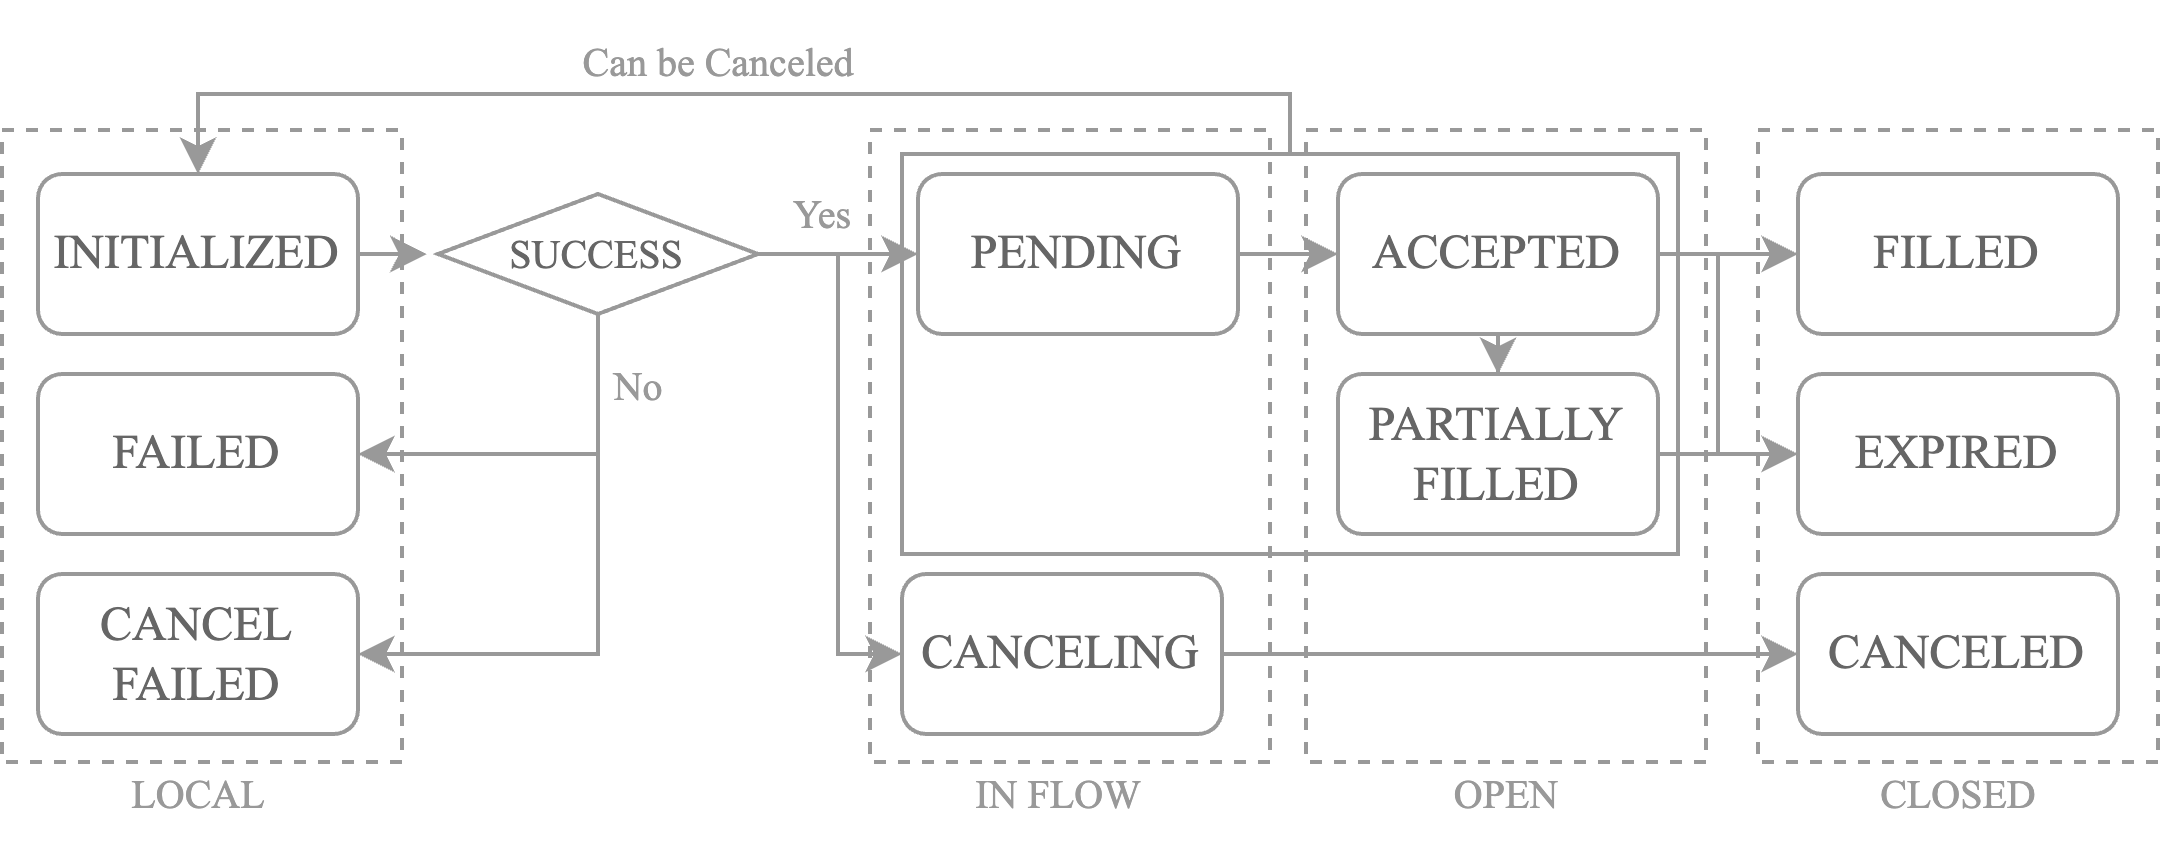 Can be Canceled
INITIALIZED
SUCCESS
Yes
PENDING
ACCEPTED
FILLED
No
FAILED
PARTIALLY
FILLED
EXPIRED
CANCEL
FAILED
CANCELING
CANCELED
LOCAL
IN FLOW
OPEN
CLOSED